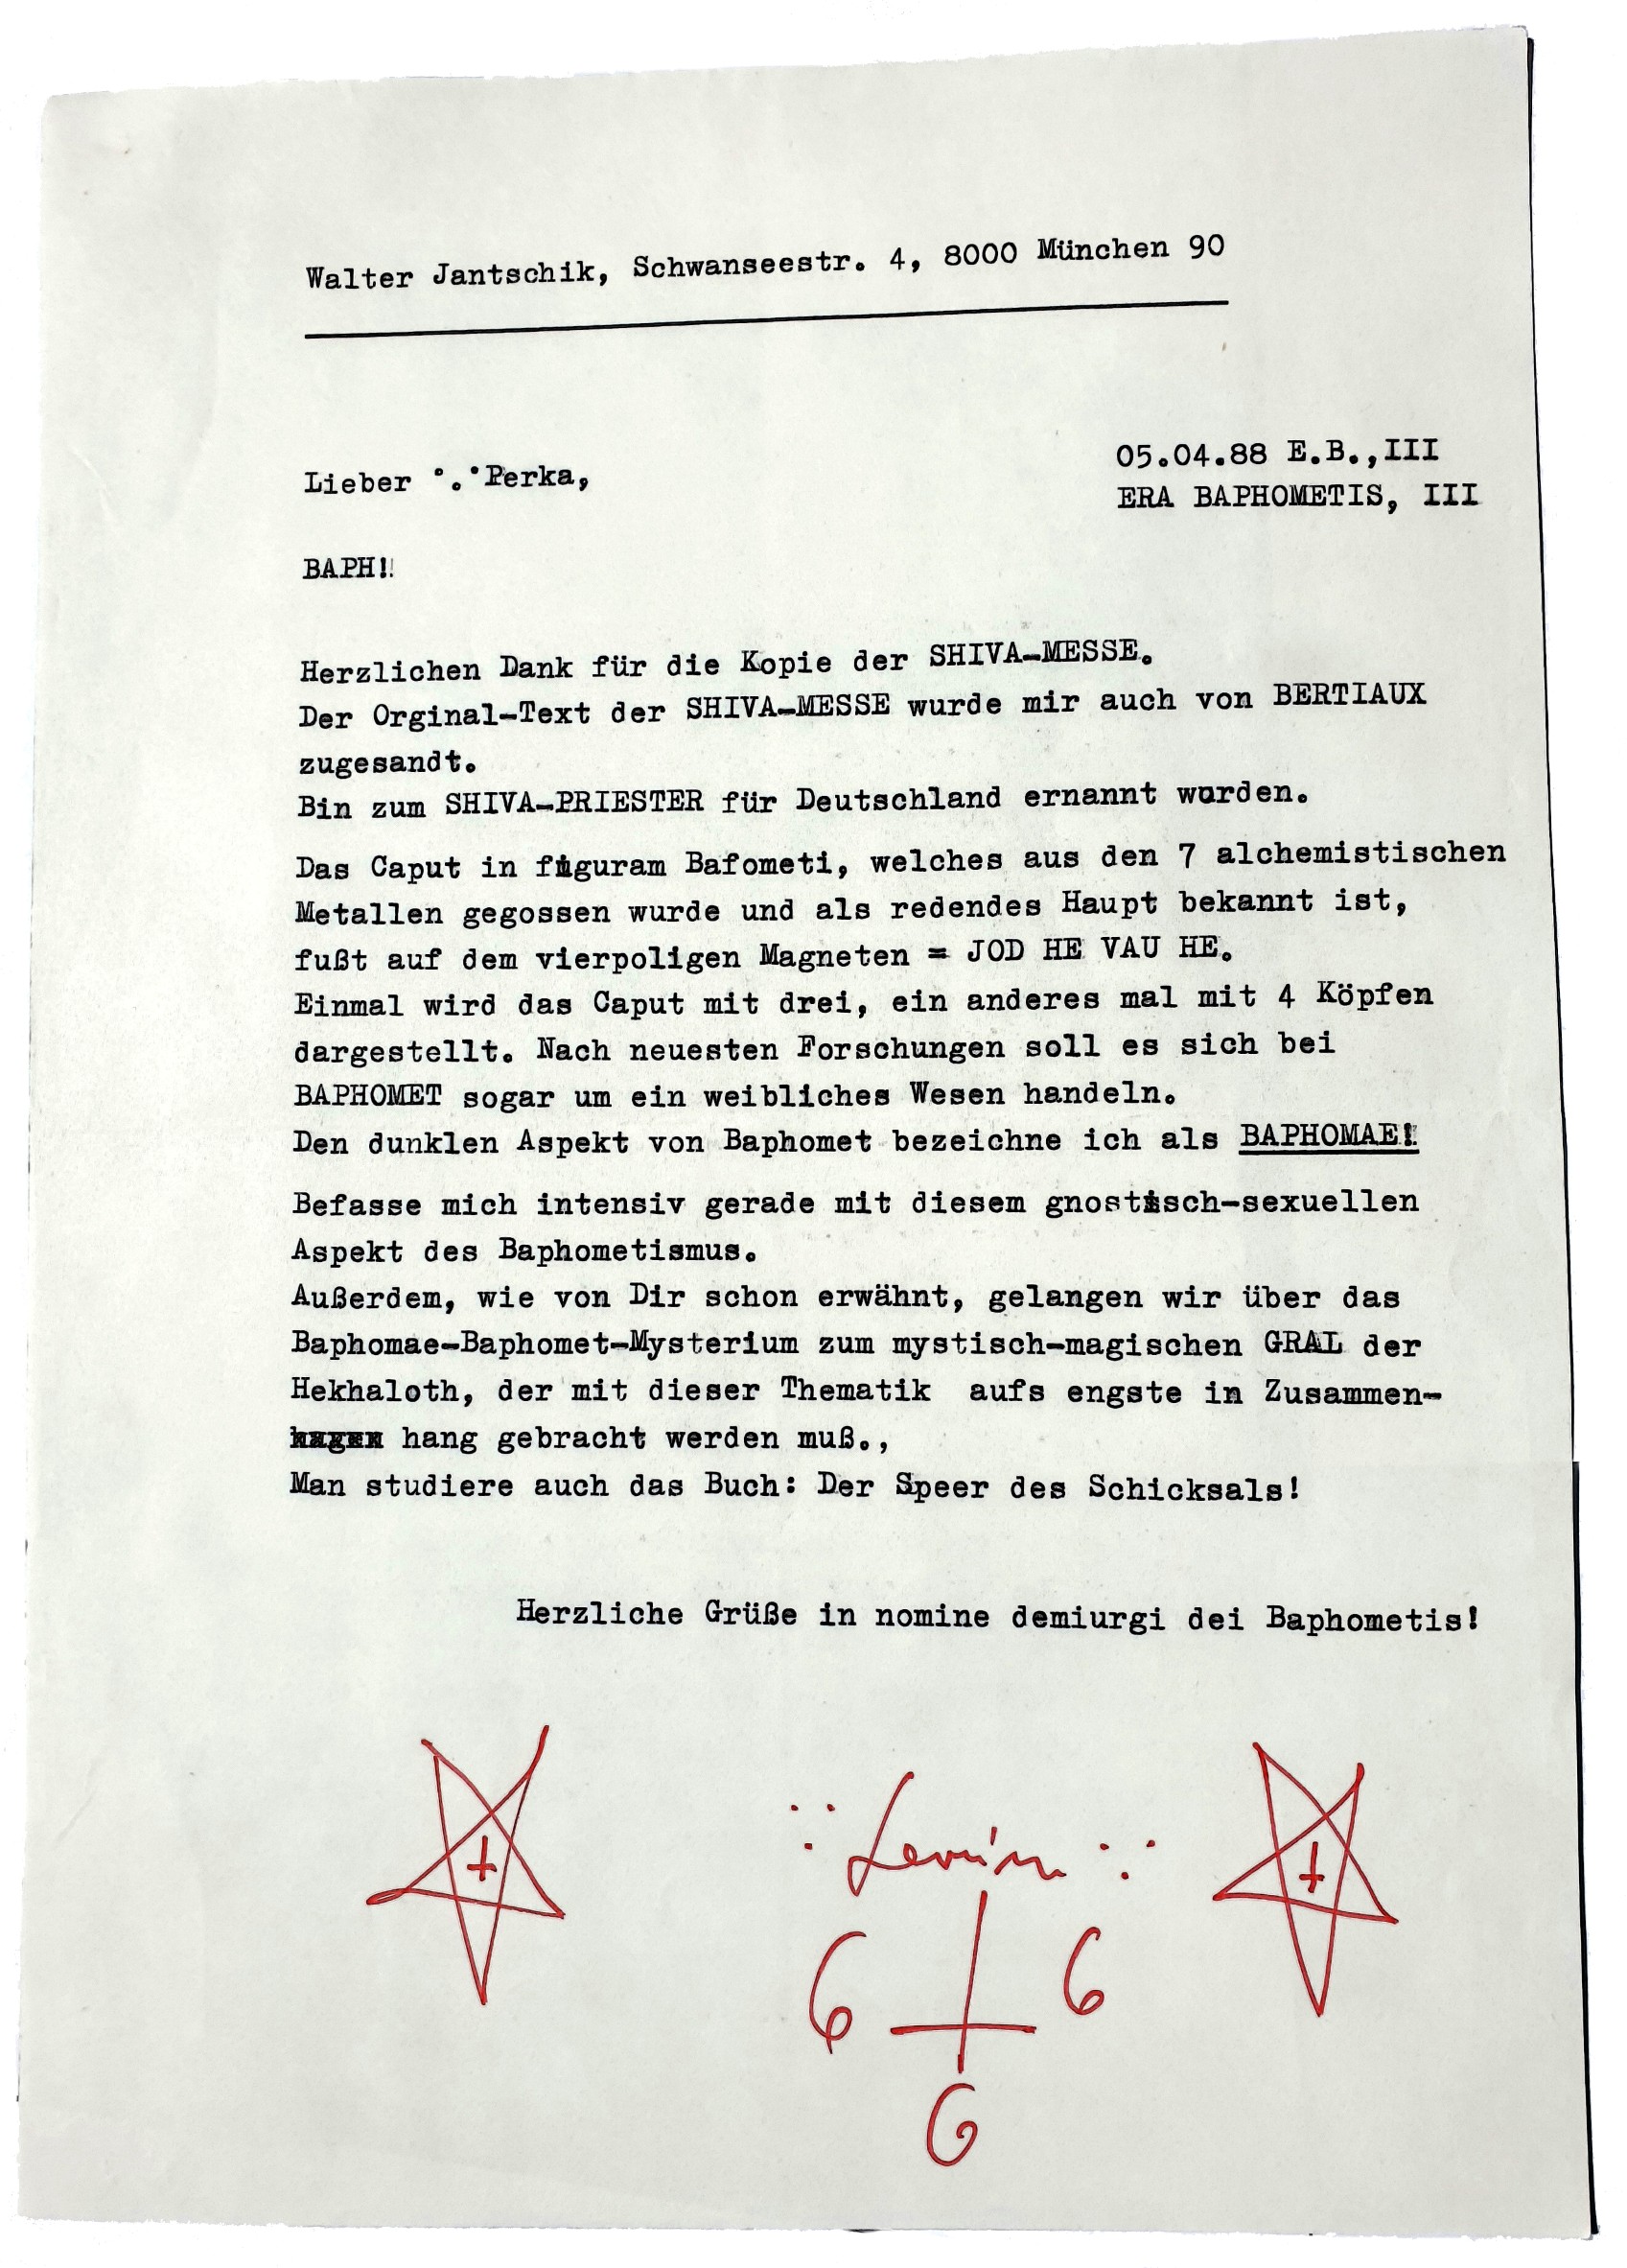 Walter Jantschik, Schwanseestr. 4, 8000 München 90
05.04.88 E.B.,III
Lieber °.°Perka,
ERA BAPHOMETIS, III
BAPH!!
Herzlichen Dank für die Kopie der SHIVA-MESSE.
Der Orginal-Text der SHIVA-MESSE wurde mir auch von BERTIAUX
zugesandt.
Bin zum SHIVA-PRIESTER für Deutschland ernannt worden.
Das Caput in figuram Bafometi, welches aus den 7 alchemistischen
Metallen gegossen wurde und als redendes Haupt bekannt ist,
fußt auf dem vierpoligen Magneten = JOD HE VAU HE.
Einmal wird das Caput mit drei, ein anderes mal mit 4 Köpfen
dargestellt. Nach neuesten Forschungen soll es sich bei
BAPHOMET sogar um ein weibliches Wesen handeln.
Den dunklen Aspekt von Baphomet bezeichne ich als BAPHOMAE!!
Befasse mich intensiv gerade mit diesem gnostisch-sexuellen
Aspekt des Baphometismus.
Außerdem, wie von Dir schon erwähnt, gelangen wir über das
Baphomae-Baphomet-Mysterium zum mystisch-magischen GRAL der
Hekhaloth, der mit dieser Thematik aufs engste in Zusammen-
hang gebracht werden muß.,
Man studiere auch das Buch: Der Speer des Schicksals!
Herzliche Grüße in nomine demiurgi dei Baphometis!
6 6
6